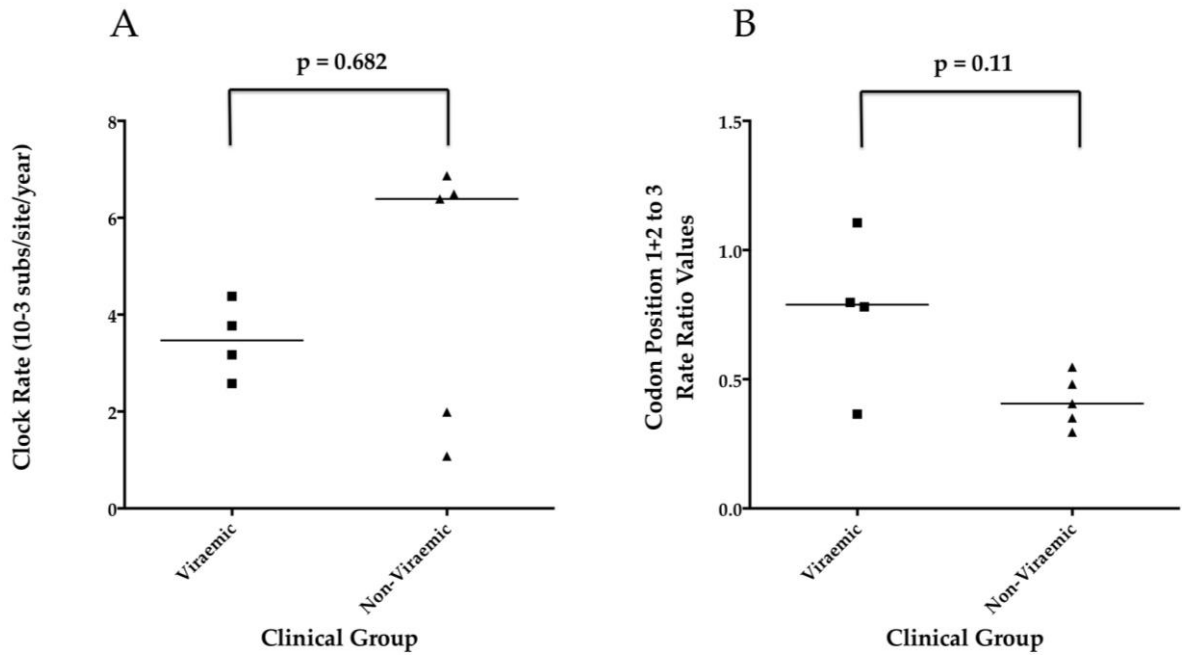 A
p = 0.682
Clock Rate (10-3 subs/site/year)
8
6
4
2
0
Viraemic
Non-Viraemic
Clinical Group
B
p = 0.11
Codon Position 1+2 to 3
Rate Ratio Values
1.5
1.0
0.5
0.0
Viraemic
Non-Viraemic
Clinical Group